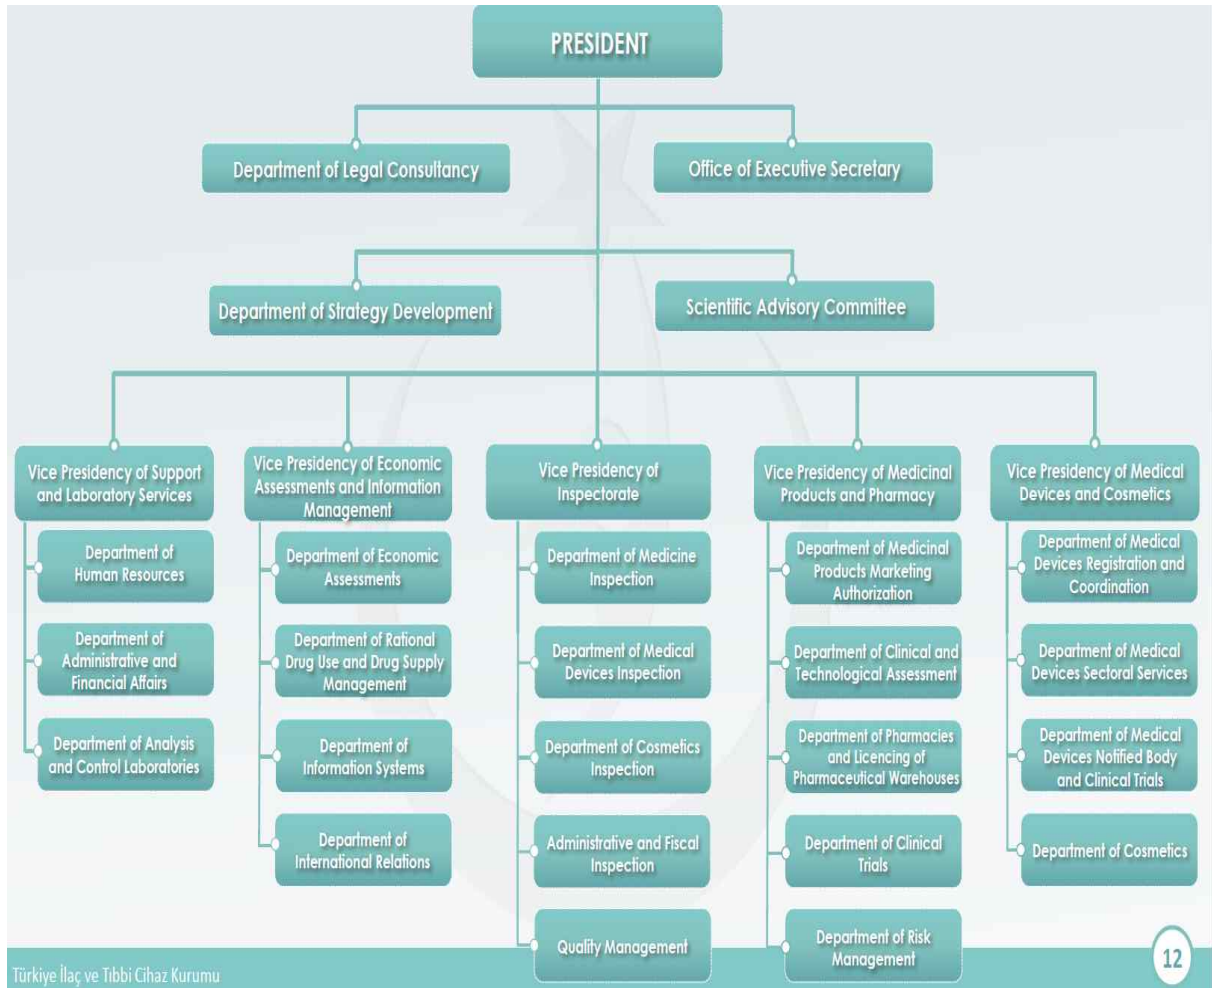 PRESIDENT
Department of Legal Consultancy
Office of Executive Secretary
Department of Strategy Development
Scientific Advisory Committee
Vice Presidency of Support
and Laboratory Services
Department of
Human Resources
Department of
Administrative and
Financial Affairs
Department of Analysis
and Control Laboratories
Vice Presidency of Economic
Assessments and Information
Management
Department of Economic
Assessments
Department of Rational
Drug Use and Drug Supply
Management
Department of
Information Systems
Department of
International Relations
Vice Presidency of
Inspectorate
Department of Medicine
Inspection
Department of Medical
Devices Inspection
Department of Cosmetics
Inspection
Administrative and Fiscal
Inspection
Quality Management
Vice Presidency of Medicinal
Products and Pharmacy
Department of Medicinal
Products Marketing
Authorization
Department of Clinical and
Technological Assessment
Department of Pharmacies
and Licencing of
Pharmaceutical Warehouses
Department of Clinical
Trials
Department of Risk
Management
Vice Presidency of Medical
Devices and Cosmetics
Department of Medical
Devices Registration and
Coordination
Department of Medical
Devices Sectoral Services
Department of Medical
Devices Notified Body
and Clinical Trials
Department of Cosmetics
Türkiye İlaç ve Tıbbi Cihaz Kurumu
12